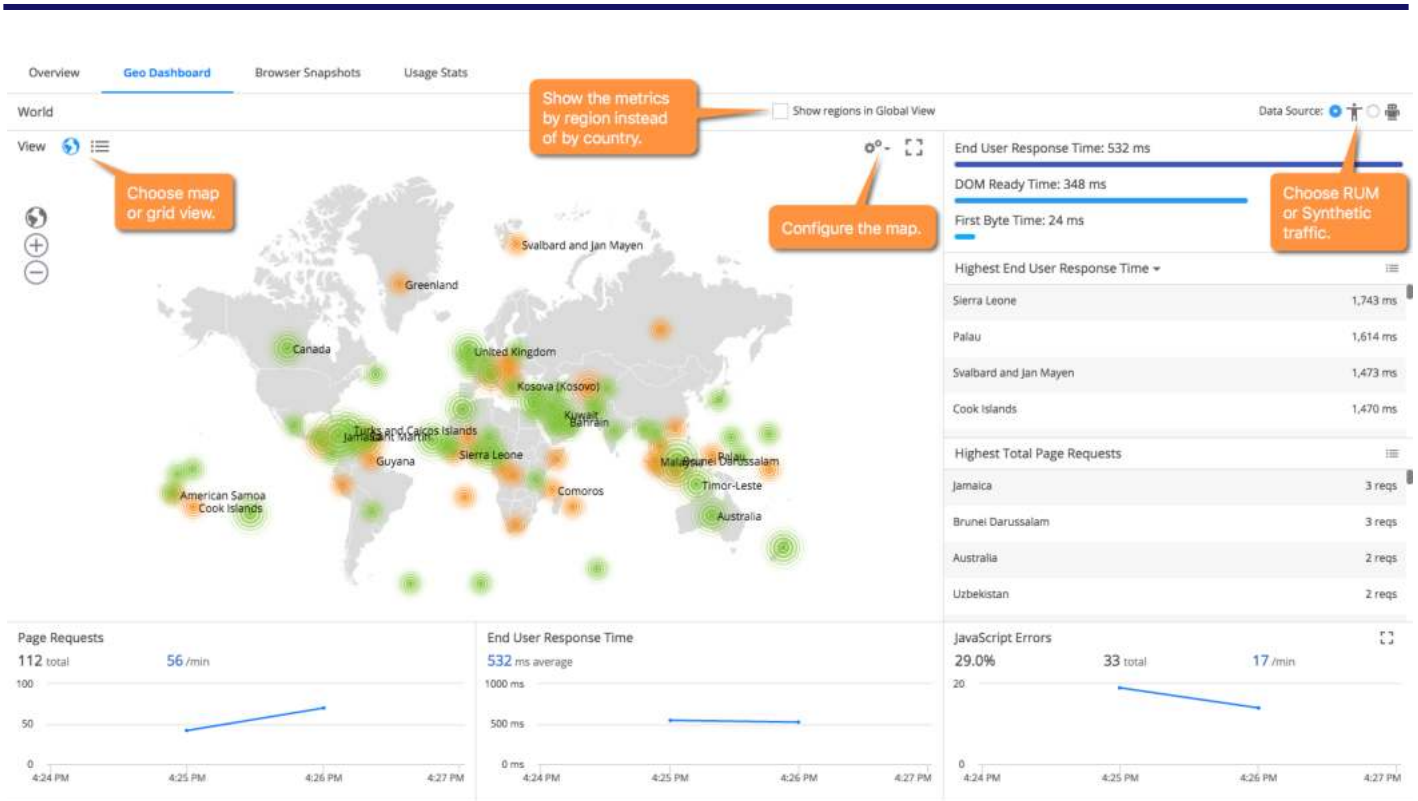 Overview Geo Dashboard Browser Snapshots Usage Stats
World
Show the metrics
by region instead
of by country.
Show regions in Global View
Data Source:
View
Choose map
or grid view.
Configure the map.
Choose RUM
or Synthetic
traffic.
End User Response Time: 532 ms
DOM Ready Time: 348 ms
First Byte Time: 24 ms
Svalbard and Jan Mayen
Greenland
Canada
United Kingdom
Kosova (Kosovo)
Kuwait
Bahrain
Turks and Caicos Islands
Jamaica
Saint Martin
Guyana
Sierra Leone
Malaysia
Brunei Darussalam
Palau
Timor-Leste
American Samoa
Cook Islands
Comoros
Australia
Highest End User Response Time
Sierra Leone 1,743 ms
Palau 1,614 ms
Svalbard and Jan Mayen 1,473 ms
Cook Islands 1,470 ms
Highest Total Page Requests
Jamaica 3 reqs
Brunei Darussalam 3 reqs
Australia 2 reqs
Uzbekistan 2 reqs
Page Requests
112 total 56 /min
100
50
0
4:24 PM 4:25 PM 4:26 PM 4:27 PM
End User Response Time
532 ms average
1000 ms
500 ms
0 ms
4:24 PM 4:25 PM 4:26 PM 4:27 PM
JavaScript Errors
29.0% 33 total 17 /min
20
0
4:24 PM 4:25 PM 4:26 PM 4:27 PM